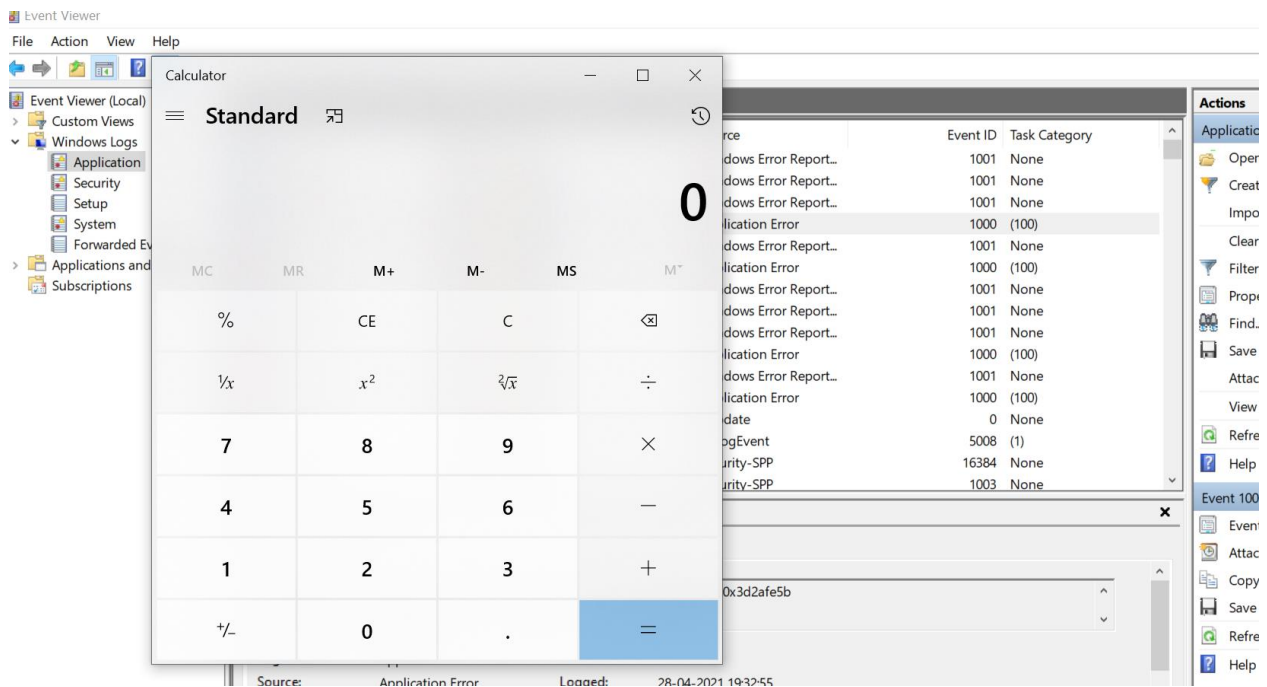 Event Viewer
File Action View Help
Event Viewer (Local)
Custom Views
Windows Logs
Application
Security
Setup
System
Forwarded Ev
Applications and
Subscriptions
Calculator
Standard
0
MC MR M+ M- MS M˅
% CE C
¹/x x² ²√x ÷
7 8 9 ×
4 5 6 −
1 2 3 +
+/− 0 . =
rce Event ID Task Category
dows Error Report... 1001 None
dows Error Report... 1001 None
dows Error Report... 1001 None
lication Error 1000 (100)
dows Error Report... 1001 None
lication Error 1000 (100)
dows Error Report... 1001 None
dows Error Report... 1001 None
dows Error Report... 1001 None
lication Error 1000 (100)
dows Error Report... 1001 None
lication Error 1000 (100)
date 0 None
ogEvent 5008 (1)
urity-SPP 16384 None
urity-SPP 1003 None
0x3d2afe5b
Source: Application Error Logged: 28-04-2021 19:32:55
Actions
Applicatio
Oper
Creat
Impo
Clear
Filter
Prope
Find..
Save
Attac
View
Refre
Help
Event 100
Even
Attac
Copy
Save
Refre
Help